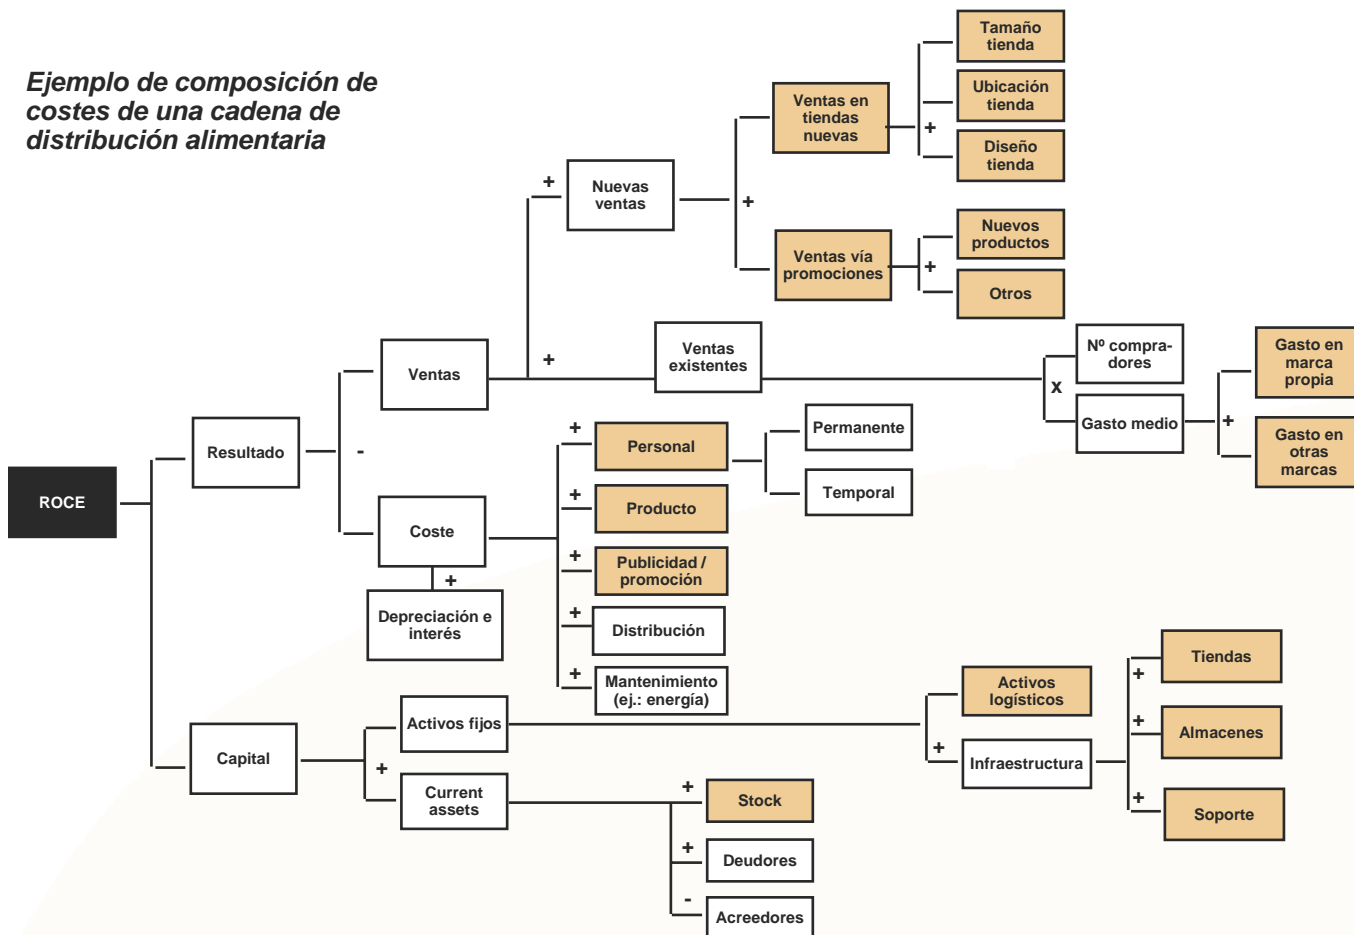 Ejemplo de composición de
costes de una cadena de
distribución alimentaria
Tamaño
tienda
Ubicación
tienda
Diseño
tienda
Ventas en
tiendas
nuevas
+
+
Nuevas
ventas
+
Ventas vía
promociones
+
Nuevos
productos
Otros
Ventas
+
Ventas
existentes
x
Nº compra-
dores
Gasto medio
+
Gasto en
marca
propia
Gasto en
otras
marcas
ROCE
Resultado
-
Coste
+
Depreciación e
interés
+
Personal
Permanente
Temporal
+
Producto
+
Publicidad /
promoción
+
Distribución
+
Mantenimiento
(ej.: energía)
Capital
+
Activos fijos
Current
assets
Activos
logísticos
+
Infraestructura
+
Tiendas
+
Almacenes
+
Soporte
+
Stock
+
Deudores
-
Acreedores